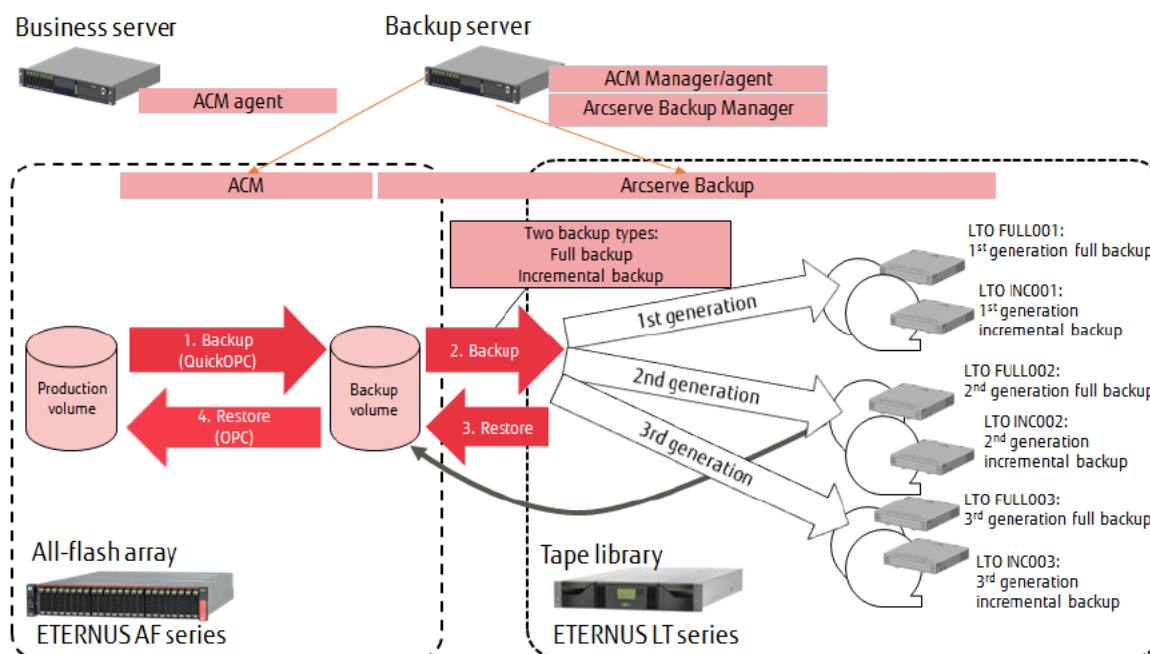 Business server
Backup server
ACM agent
ACM Manager/agent
Arcserve Backup Manager
ACM
Arcserve Backup
Two backup types:
Full backup
Incremental backup
LTO FULL001:
1st generation full backup
LTO INC001:
1st generation
incremental backup
1st generation
1. Backup
(QuickOPC)
2. Backup
2nd generation
LTO FULL002:
2nd generation full backup
Production
volume
Backup
volume
4. Restore
(OPC)
3. Restore
LTO INC002:
2nd generation
incremental backup
3rd generation
LTO FULL003:
3rd generation full backup
LTO INC003:
3rd generation
incremental backup
All-flash array
Tape library
ETERNUS AF series
ETERNUS LT series